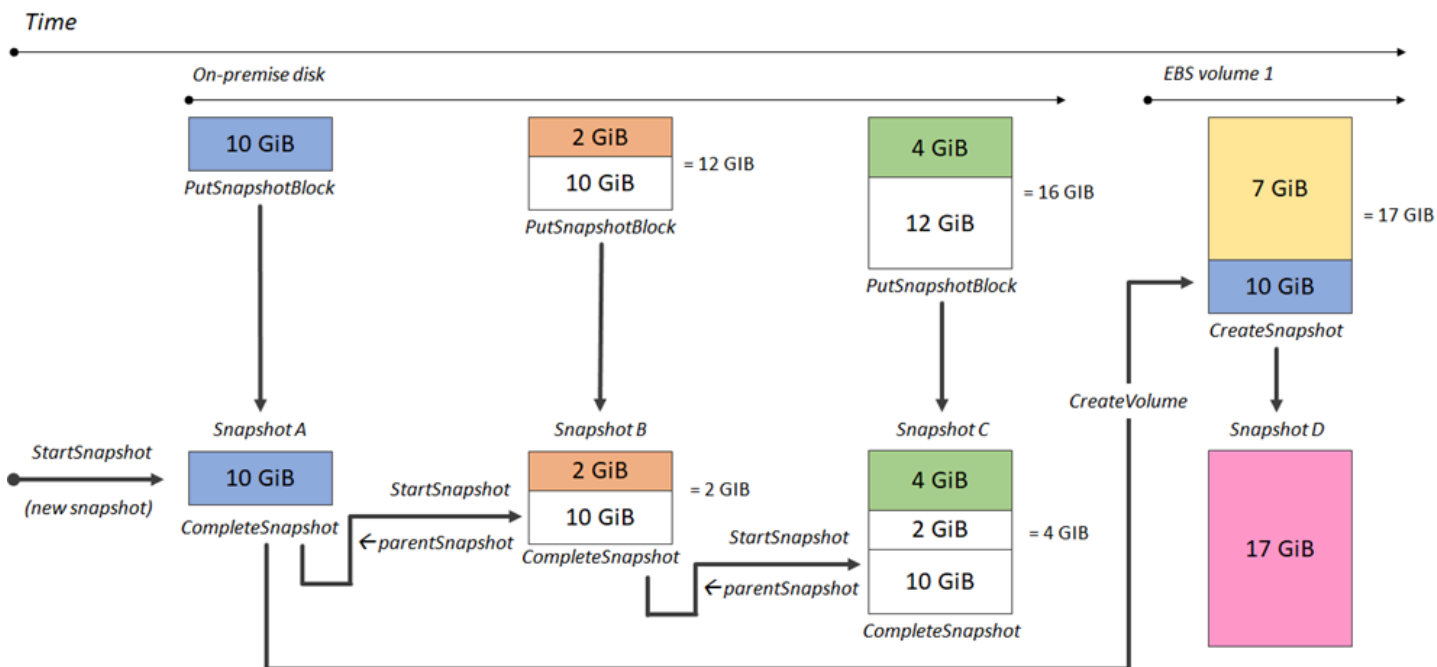 Time
On-premise disk
EBS volume 1
10 GiB
PutSnapshotBlock
2 GiB
10 GiB
= 12 GIB
PutSnapshotBlock
4 GiB
12 GiB
= 16 GIB
PutSnapshotBlock
7 GiB
10 GiB
= 17 GIB
CreateSnapshot
CreateVolume
StartSnapshot
(new snapshot)
Snapshot A
10 GiB
CompleteSnapshot
StartSnapshot
←parentSnapshot
Snapshot B
2 GiB
10 GiB
= 2 GIB
CompleteSnapshot
StartSnapshot
←parentSnapshot
Snapshot C
4 GiB
2 GiB
10 GiB
= 4 GIB
CompleteSnapshot
Snapshot D
17 GiB